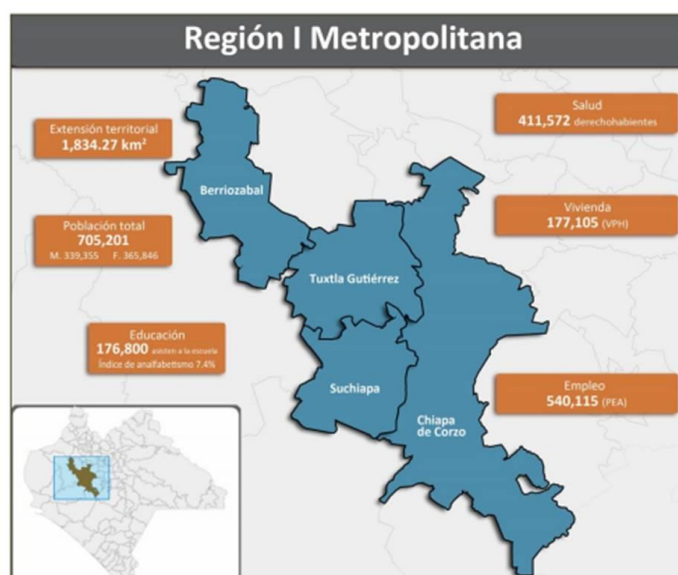 Región I Metropolitana
Extensión territorial
1,834.27 km²
Salud
411,572 derechohabientes
Berriozabal
Población total
705,201
M. 339,355 F. 365,846
Vivienda
177,105 (VPH)
Tuxtla Gutiérrez
Educación
176,800 asisten a la escuela
Índice de analfabetismo 7.4%
Suchiapa
Empleo
540,115 (PEA)
Chiapa
de Corzo